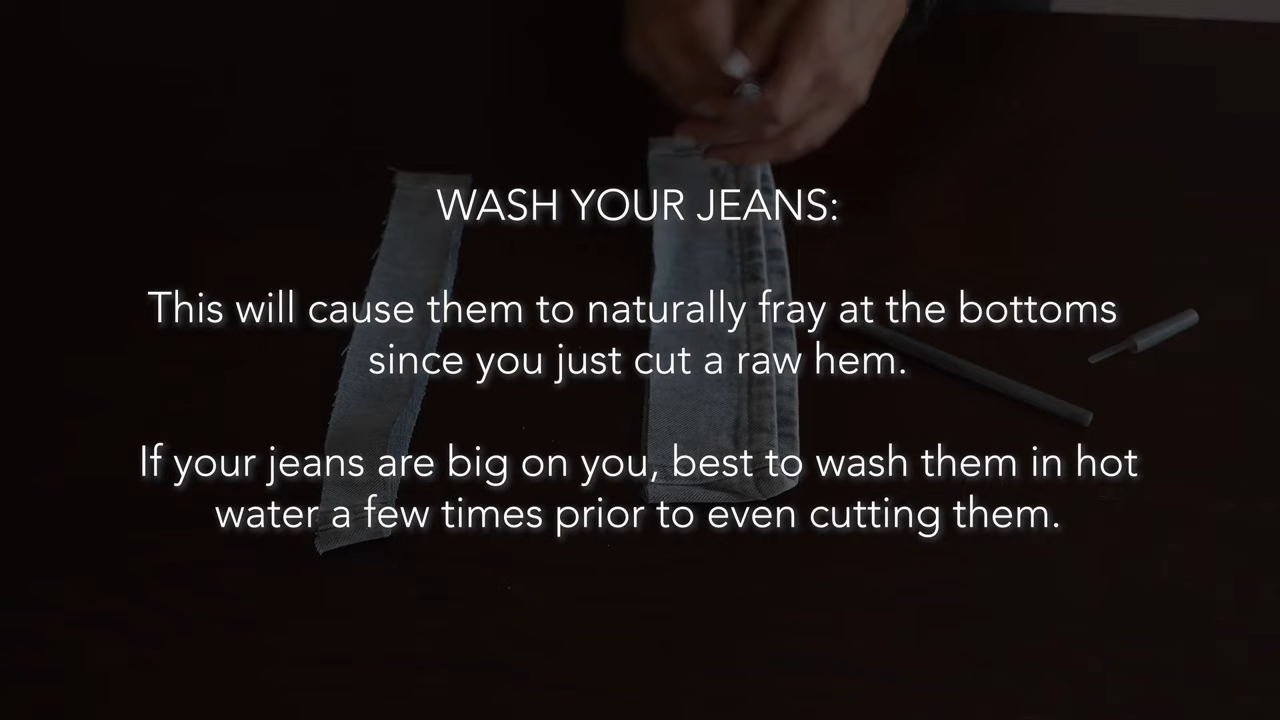 WASH YOUR JEANS:
This will cause them to naturally fray at the bottoms
since you just cut a raw hem.
If your jeans are big on you, best to wash them in hot
water a few times prior to even cutting them.